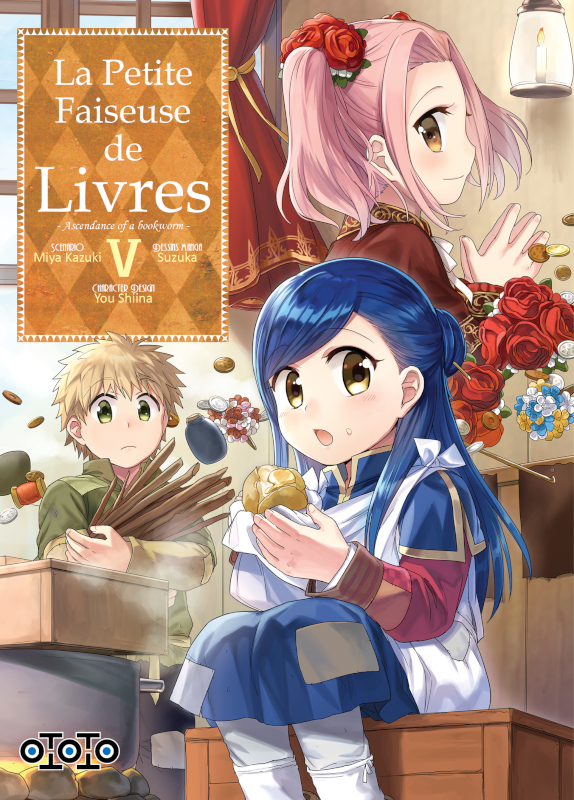 La Petite
Faiseuse
de
Livres
- Ascendance of a bookworm -
Scenario
Miya Kazuki
V
Dessins Manga
Suzuka
Character Design
You Shiina
OTOTO